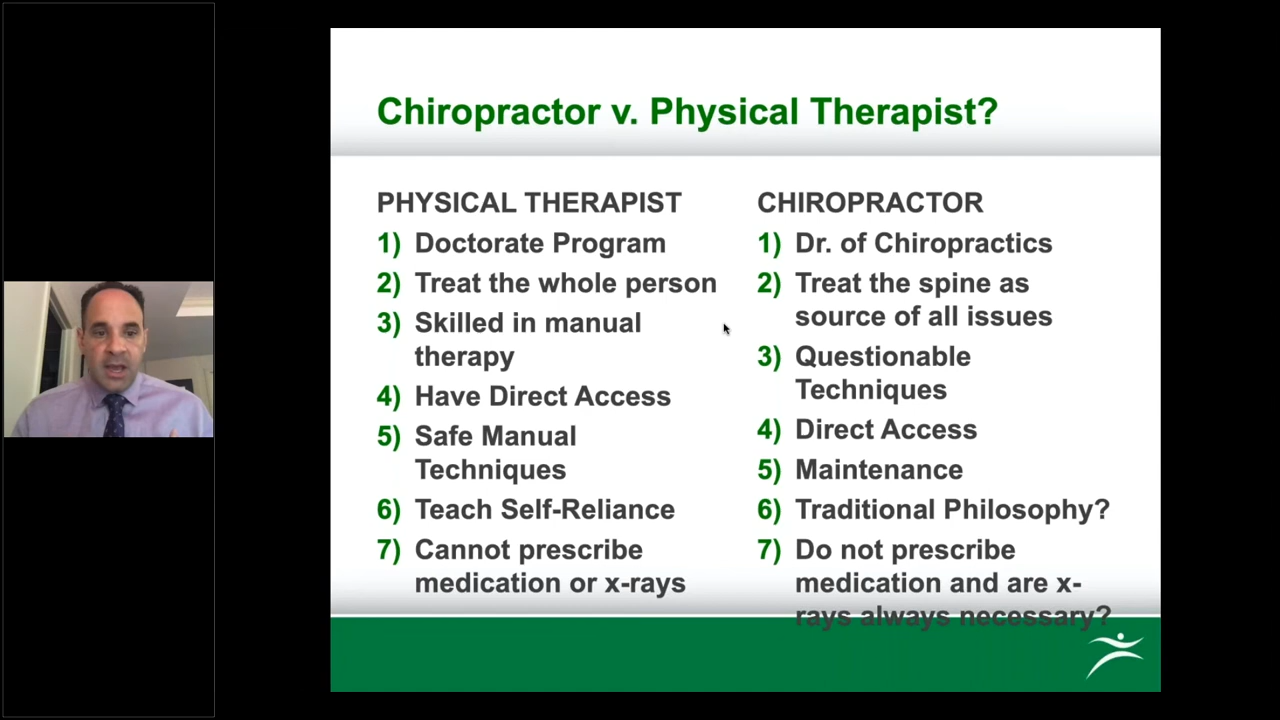 Chiropractor v. Physical Therapist?
PHYSICAL THERAPIST
1) Doctorate Program
2) Treat the whole person
3) Skilled in manual
therapy
4) Have Direct Access
5) Safe Manual
Techniques
6) Teach Self-Reliance
7) Cannot prescribe
medication or x-rays
CHIROPRACTOR
1) Dr. of Chiropractics
2) Treat the spine as
source of all issues
3) Questionable
Techniques
4) Direct Access
5) Maintenance
6) Traditional Philosophy?
7) Do not prescribe
medication and are x-
rays always necessary?